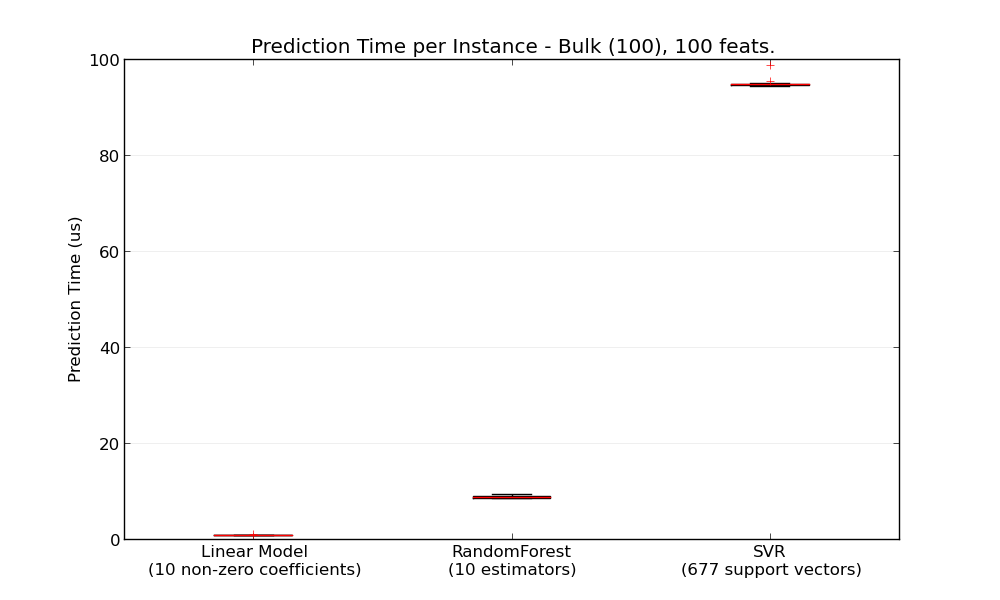 Prediction Time per Instance - Bulk (100), 100 feats.
100
80
60
40
20
0
Prediction Time (us)
Linear Model
(10 non-zero coefficients)
RandomForest
(10 estimators)
SVR
(677 support vectors)